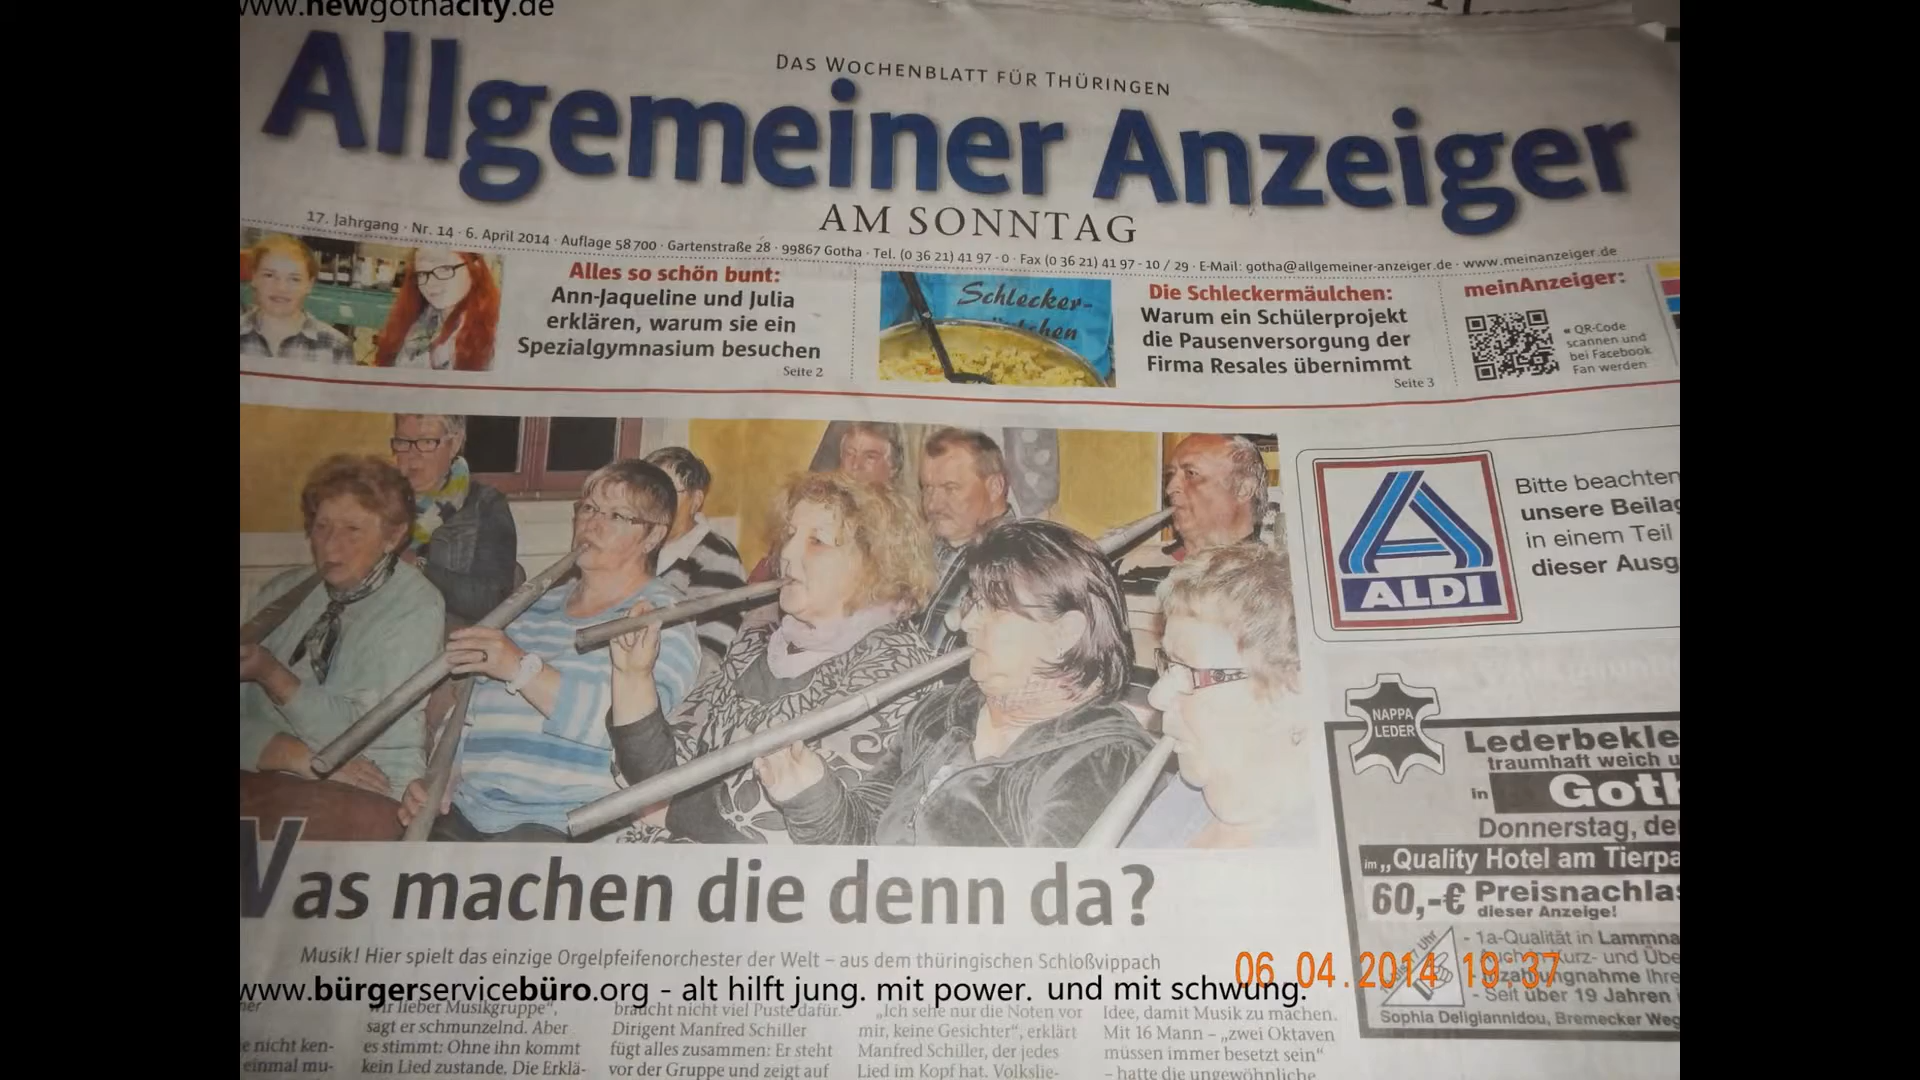 www.newgothacity.de
DAS WOCHENBLATT FÜR THÜRINGEN
Allgemeiner Anzeiger
AM SONNTAG
17. Jahrgang · Nr. 14 · 6. April 2014 · Auflage 58 700 · Gartenstraße 28 · 99867 Gotha · Tel. (0 36 21) 41 97 - 0 · Fax (0 36 21) 41 97 - 10 / 29 · E-Mail: gotha@allgemeiner-anzeiger.de · www.meinanzeiger.de
Alles so schön bunt:
Ann-Jaqueline und Julia
erklären, warum sie ein
Spezialgymnasium besuchen
Seite 2
Schlecker-
Die Schleckermäulchen:
Warum ein Schülerprojekt
die Pausenversorgung der
Firma Resales übernimmt
Seite 3
meinAnzeiger:
QR-Code
scannen und
bei Facebook
Fan werden
ALDI
Bitte beachten
unsere Beilag
in einem Teil
dieser Ausg
NAPPA
LEDER
Lederbekle
traumhaft weich u
in Goth
Donnerstag, de
im „Quality Hotel am Tierpa
60,-€ Preisnachlas
dieser Anzeige!
- 1a-Qualität in Lammna
Kurz- und Übe
- Seit über 19 Jahren
Sophia Deligiannidou, Bremecker Weg
Was machen die denn da?
Musik! Hier spielt das einzige Orgelpfeifenorchester der Welt – aus dem thüringischen Schloßvippach
06.04.2014 19:37
www.bürgerservicebüro.org - alt hilft jung. mit power. und mit schwung.
e nicht ken-
einmal mu-
wir lieber Musikgruppe“,
sagt er schmunzelnd. Aber
es stimmt: Ohne ihn kommt
kein Lied zustande. Die Erklä-
braucht nicht viel Puste dafür.
Dirigent Manfred Schiller
fügt alles zusammen: Er steht
vor der Gruppe und zeigt auf
„Ich sehe nur die Noten vor
mir, keine Gesichter“, erklärt
Manfred Schiller, der jedes
Lied im Kopf hat. Volkslie-
Idee, damit Musik zu machen.
Mit 16 Mann – „zwei Oktaven
müssen immer besetzt sein“
– hatte die ungewöhnliche